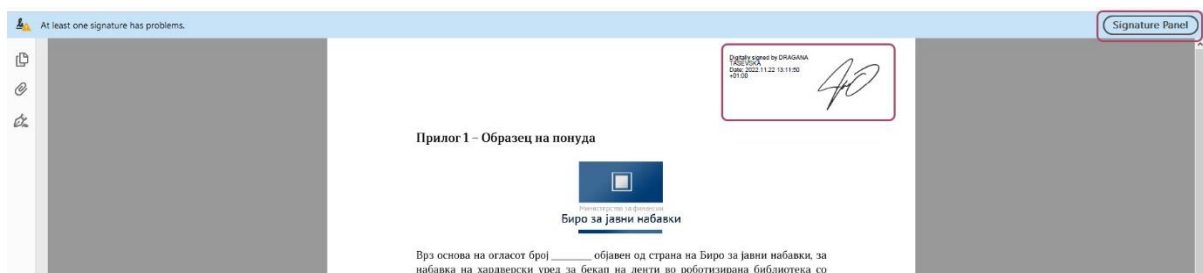 At least one signature has problems.
Signature Panel
Digitally signed by DRAGANA
TASEVSKA
Date: 2022.11.22 13:11:50
+01:00
Прилог 1 – Образец на понуда
Министерство за финансии
Биро за јавни набавки
Врз основа на огласот број _______ објавен од страна на Биро за јавни набавки, за
набавка на хардверски уред за бекап на ленти во роботизирана библиотека со